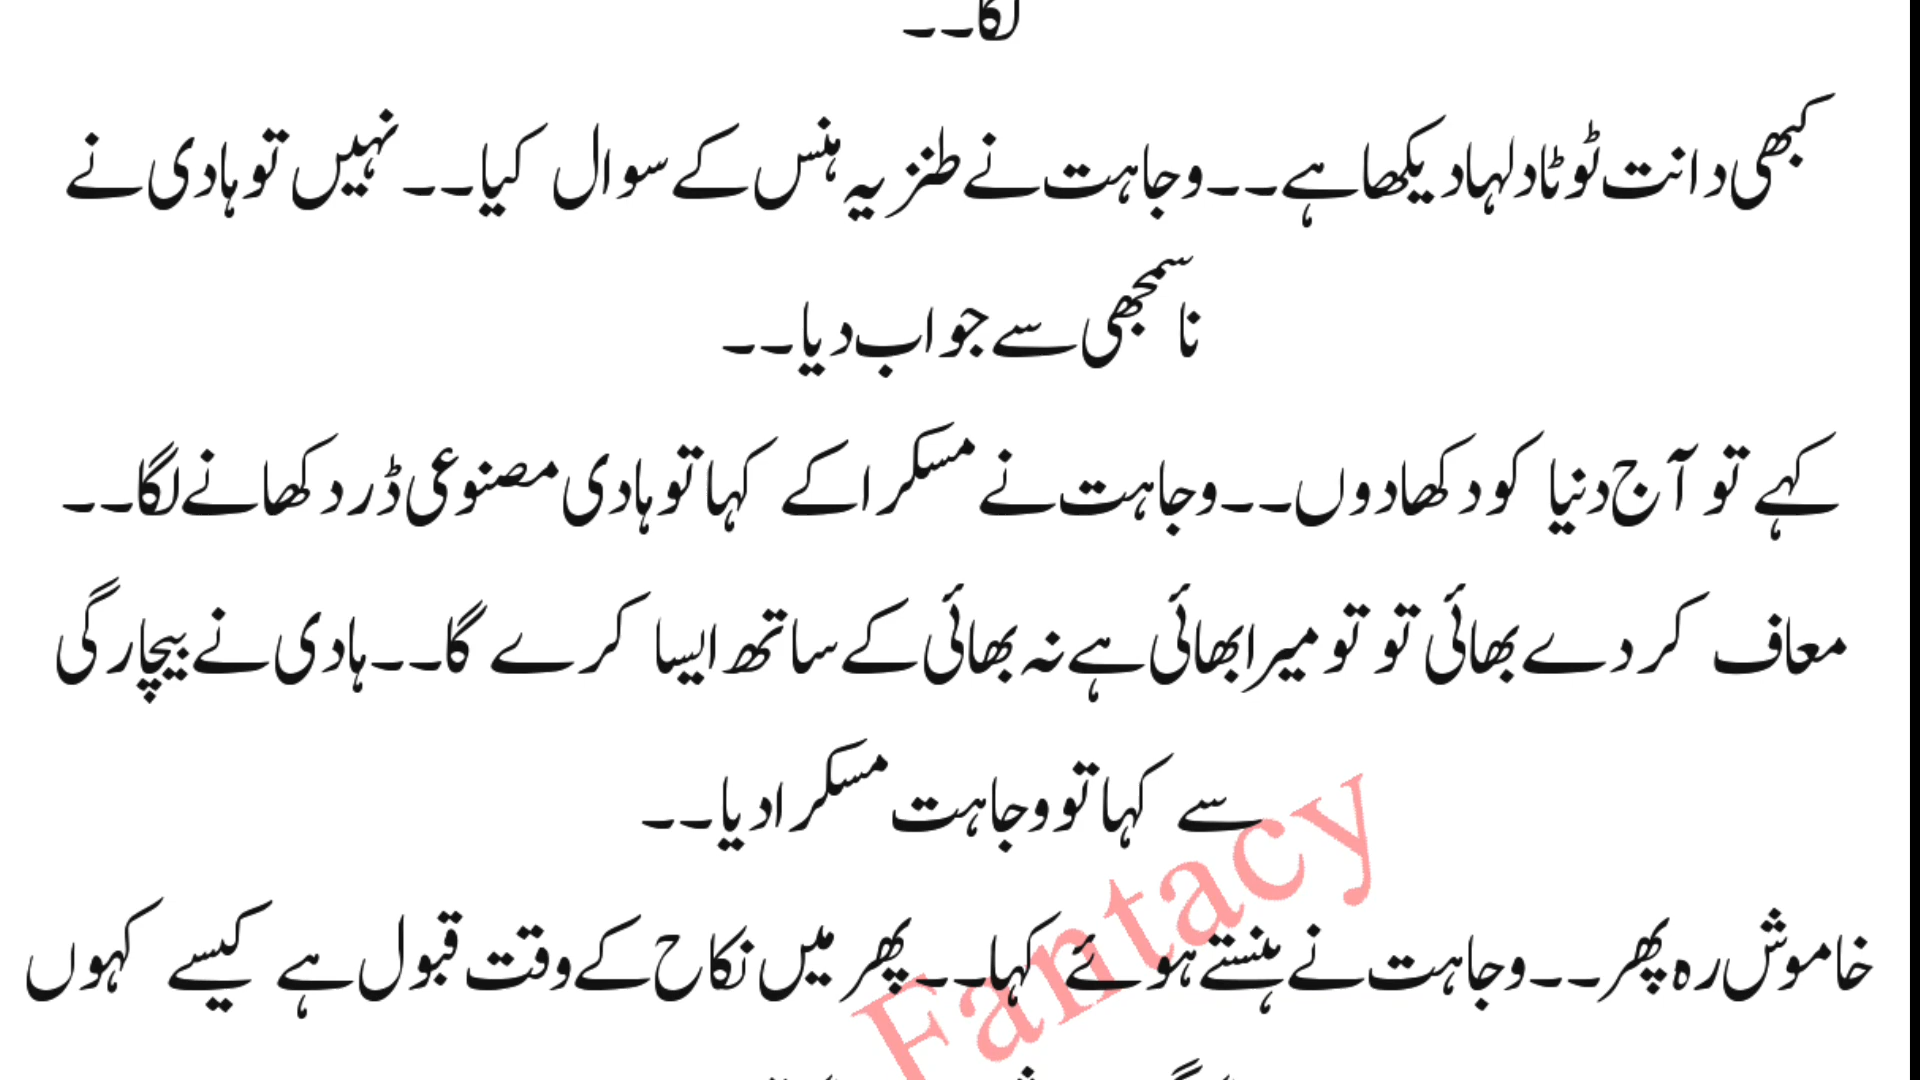 لگا۔۔
کبھی دانت ٹوٹا دلہا دیکھا ہے۔۔وجاہت نے طنزیہ ہنس کے سوال کیا۔۔ نہیں تو ہادی نے
ناسمجھی سے جواب دیا۔۔
کہے تو آج دنیا کو دکھا دوں۔۔وجاہت نے مسکرا کے کہا تو ہادی مصنوعی ڈر دکھانے لگا۔۔
معاف کر دے بھائی تو تو میرا بھائی ہے نہ بھائی کے ساتھ ایسا کرے گا۔۔ہادی نے بیچارگی
سے کہا تو وجاہت مسکرا دیا۔۔
خاموش رہ پھر۔۔وجاہت نے ہنستے ہوئے کہا۔۔پھر میں نکاح کے وقت قبول ہے کیسے کہوں
Fantacy